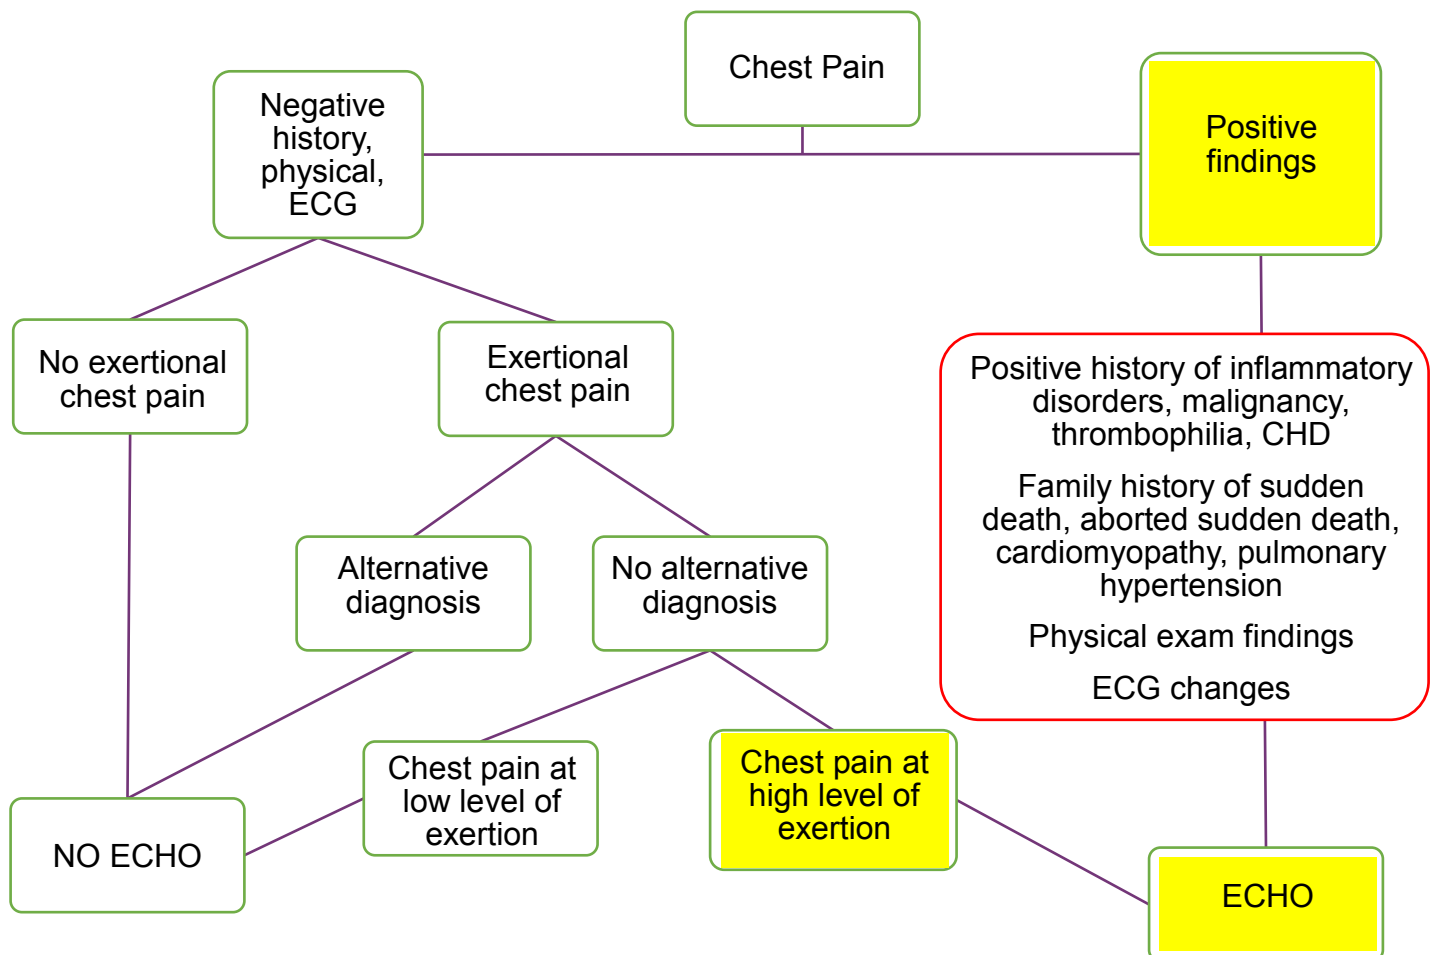 Chest Pain
Negative
history,
physical,
ECG
Positive
findings
No exertional
chest pain
Exertional
chest pain
Positive history of inflammatory
disorders, malignancy,
thrombophilia, CHD
Family history of sudden
death, aborted sudden death,
cardiomyopathy, pulmonary
hypertension
Physical exam findings
ECG changes
Alternative
diagnosis
No alternative
diagnosis
Chest pain at
low level of
exertion
Chest pain at
high level of
exertion
NO ECHO
ECHO